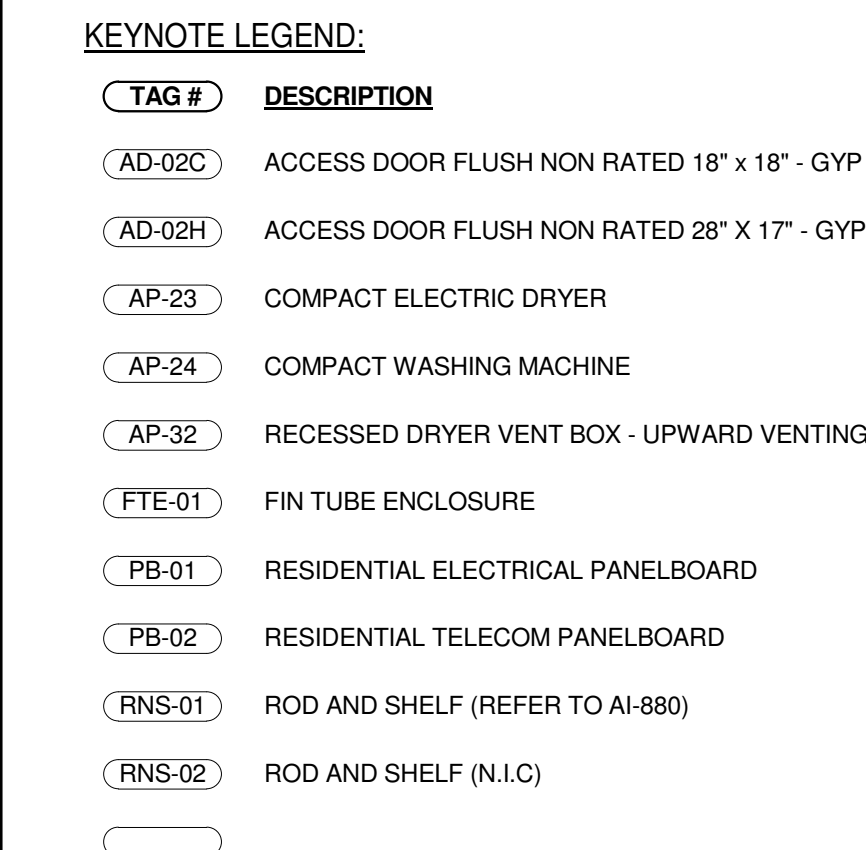 KEYNOTE LEGEND:
TAG # DESCRIPTION
AD-02C ACCESS DOOR FLUSH NON RATED 18" x 18" - GYP
AD-02H ACCESS DOOR FLUSH NON RATED 28" X 17" - GYP
AP-23 COMPACT ELECTRIC DRYER
AP-24 COMPACT WASHING MACHINE
AP-32 RECESSED DRYER VENT BOX - UPWARD VENTING
FTE-01 FIN TUBE ENCLOSURE
PB-01 RESIDENTIAL ELECTRICAL PANELBOARD
PB-02 RESIDENTIAL TELECOM PANELBOARD
RNS-01 ROD AND SHELF (REFER TO AI-880)
RNS-02 ROD AND SHELF (N.I.C)